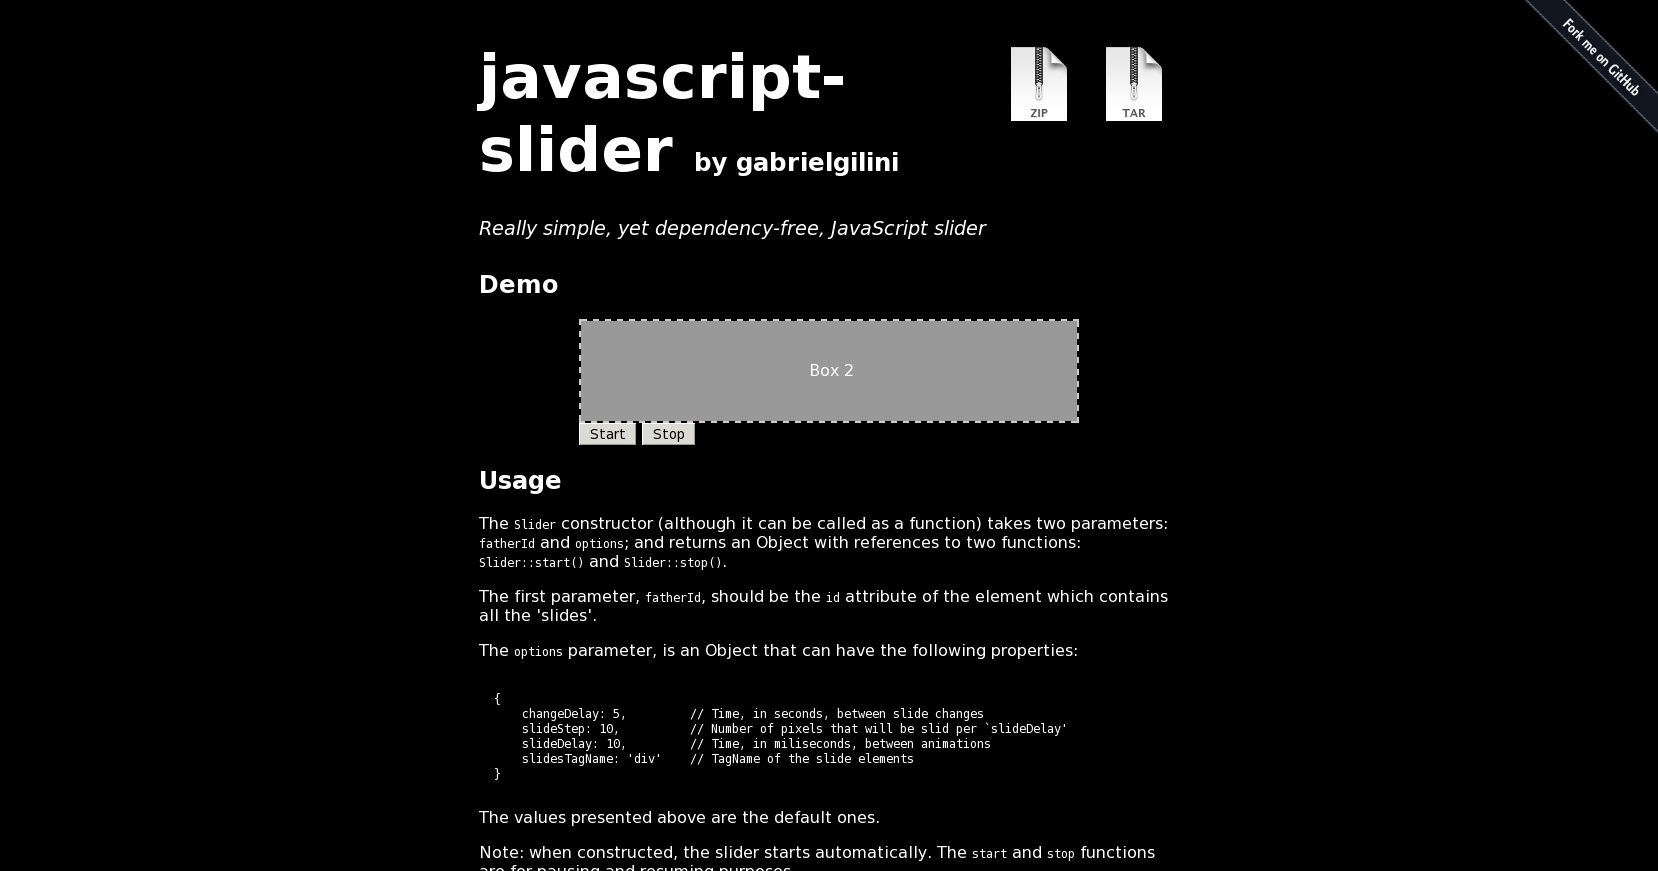 javascript-
slider by gabrielgilini
ZIP
TAR
Fork me on GitHub
Really simple, yet dependency-free, JavaScript slider
Demo
Box 2
Start
Stop
Usage
The Slider constructor (although it can be called as a function) takes two parameters:
fatherId and options; and returns an Object with references to two functions:
Slider::start() and Slider::stop().
The first parameter, fatherId, should be the id attribute of the element which contains
all the 'slides'.
The options parameter, is an Object that can have the following properties:
{
    changeDelay: 5,         // Time, in seconds, between slide changes
    slideStep: 10,          // Number of pixels that will be slid per `slideDelay'
    slideDelay: 10,         // Time, in miliseconds, between animations
    slidesTagName: 'div'    // TagName of the slide elements
}
The values presented above are the default ones.
Note: when constructed, the slider starts automatically. The start and stop functions
are for pausing and resuming purposes.